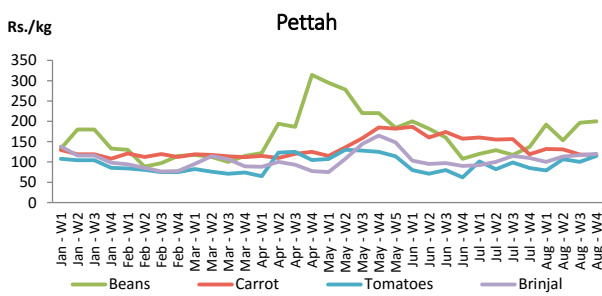 Rs./kg
Pettah
350
300
250
200
150
100
50
0
Jan - W1
Jan - W2
Jan - W3
Jan - W4
Feb - W1
Feb - W2
Feb - W3
Feb - W4
Mar - W1
Mar - W2
Mar - W3
Mar - W4
Apr - W1
Apr - W2
Apr - W3
Apr - W4
May - W1
May - W2
May - W3
May - W4
May - W5
Jun - W1
Jun - W2
Jun - W3
Jun - W4
Jul - W1
Jul - W2
Jul - W3
Jul - W4
Aug - W1
Aug - W2
Aug - W3
Aug - W4
Beans Carrot Tomatoes Brinjal